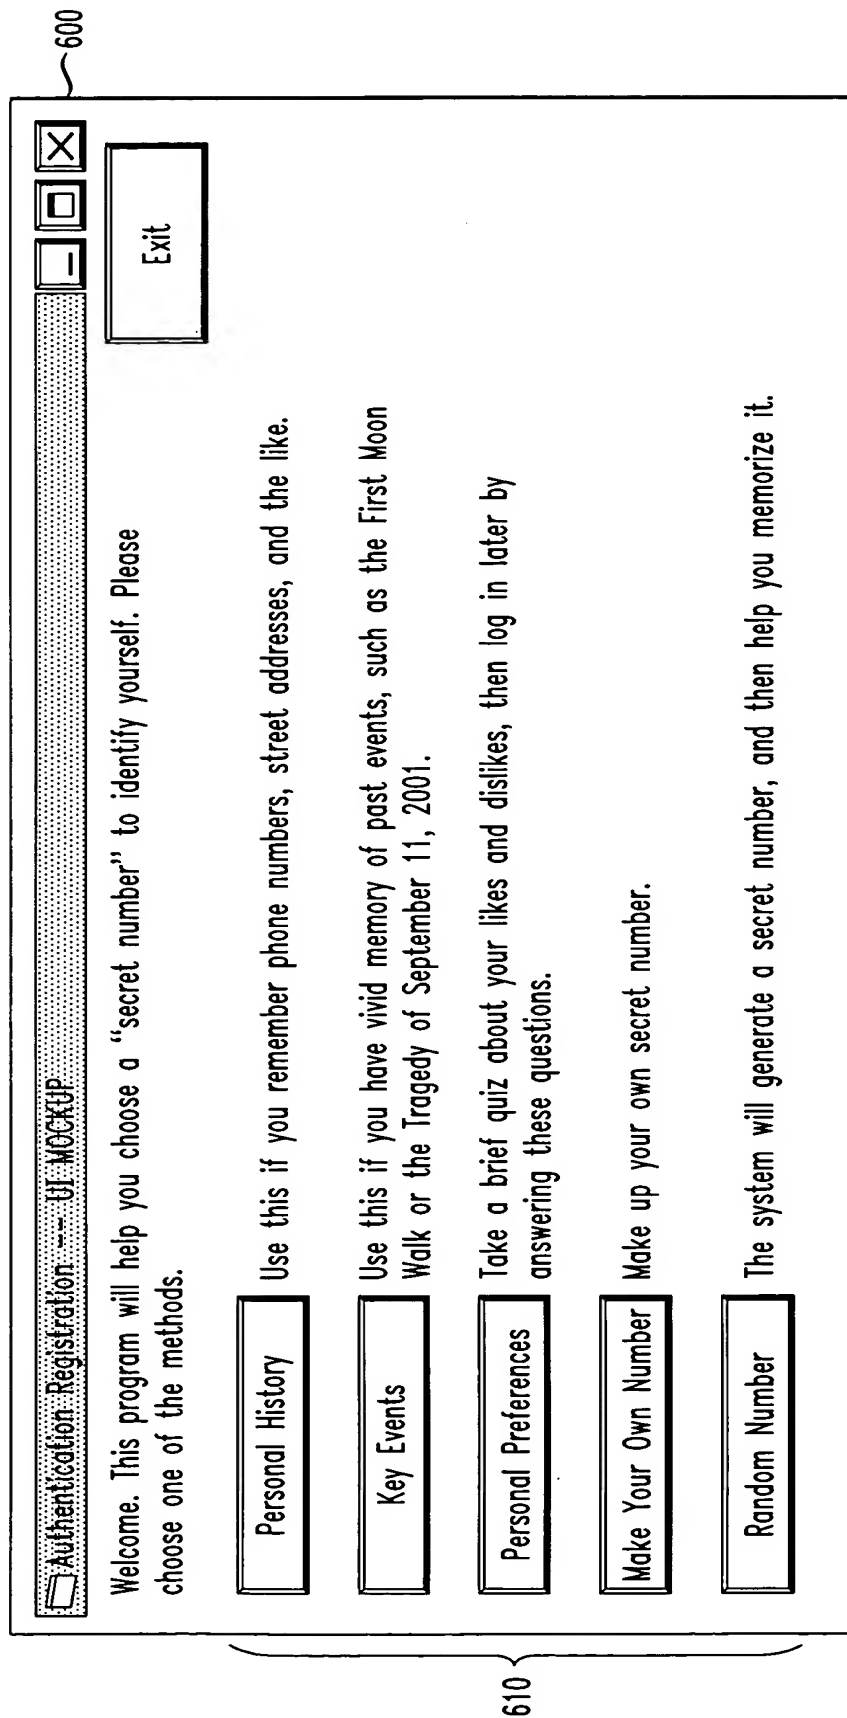 600
Authentication Registration -- UI MOCKUP
Welcome. This program will help you choose a “secret number” to identify yourself. Please
choose one of the methods.
Exit
Personal History
Use this if you remember phone numbers, street addresses, and the like.
Key Events
Use this if you have vivid memory of past events, such as the First Moon
Walk or the Tragedy of September 11, 2001.
Personal Preferences
Take a brief quiz about your likes and dislikes, then log in later by
answering these questions.
Make Your Own Number
Make up your own secret number.
Random Number
The system will generate a secret number, and then help you memorize it.
610